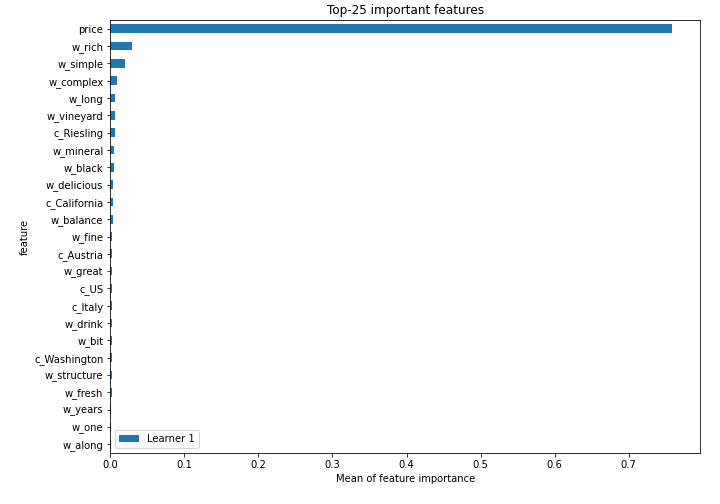 Top-25 important features
price
w_rich
w_simple
w_complex
w_long
w_vineyard
c_Riesling
w_mineral
w_black
w_delicious
c_California
w_balance
w_fine
c_Austria
w_great
c_US
c_Italy
w_drink
w_bit
c_Washington
w_structure
w_fresh
w_years
w_one
w_along
feature
Learner 1
0.0 0.1 0.2 0.3 0.4 0.5 0.6 0.7
Mean of feature importance